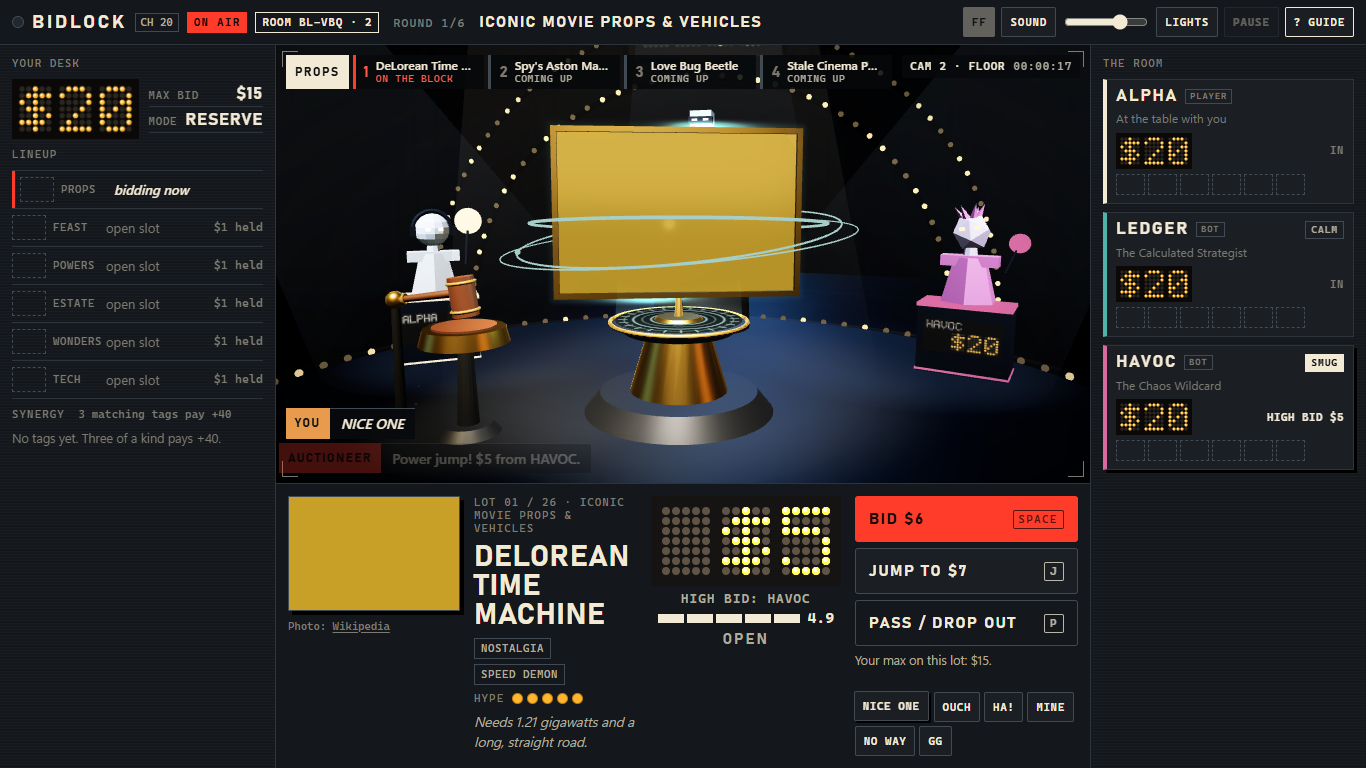 BIDLOCK CH 20 ON AIR ROOM BL-VBQ · 2 ROUND 1/6 ICONIC MOVIE PROPS & VEHICLES FF SOUND LIGHTS PAUSE ? GUIDE
YOUR DESK
$20 MAX BID $15
MODE RESERVE
LINEUP
PROPS bidding now
FEAST open slot $1 held
POWERS open slot $1 held
ESTATE open slot $1 held
WONDERS open slot $1 held
TECH open slot $1 held
SYNERGY 3 matching tags pay +40
No tags yet. Three of a kind pays +40.
PROPS
1 DeLorean Time ...
ON THE BLOCK
2 Spy's Aston Ma...
COMING UP
3 Love Bug Beetle
COMING UP
4 Stale Cinema P...
COMING UP
CAM 2 · FLOOR 00:00:17
ALPHA
HAVOC
$20
YOU NICE ONE
AUCTIONEER Power jump! $5 from HAVOC.
Photo: Wikipedia
LOT 01 / 26 · ICONIC
MOVIE PROPS &
VEHICLES
DELOREAN
TIME
MACHINE
NOSTALGIA
SPEED DEMON
HYPE
Needs 1.21 gigawatts and a
long, straight road.
$5
HIGH BID: HAVOC
4.9
OPEN
BID $6 SPACE
JUMP TO $7 J
PASS / DROP OUT P
Your max on this lot: $15.
NICE ONE OUCH HA! MINE
NO WAY GG
THE ROOM
ALPHA PLAYER
At the table with you
$20 IN
LEDGER BOT CALM
The Calculated Strategist
$20 IN
HAVOC BOT SMUG
The Chaos Wildcard
$20 HIGH BID $5